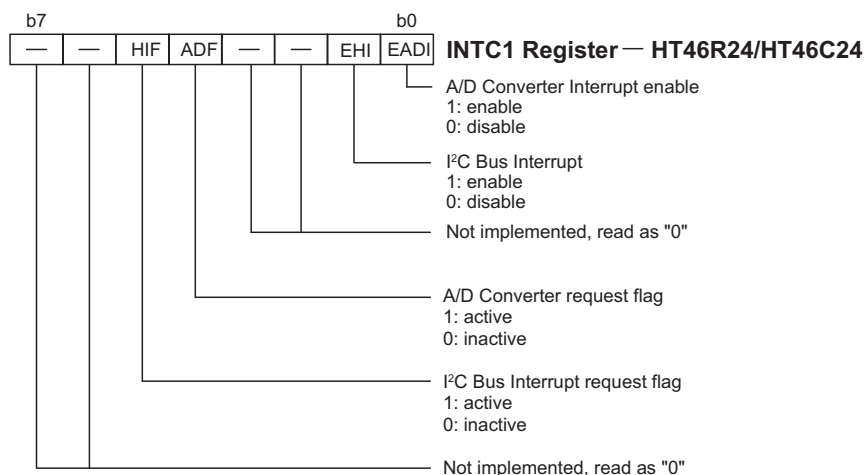 b7 b0
— — HIF ADF — — EHI EADI INTC1 Register — HT46R24/HT46C24
A/D Converter Interrupt enable
1: enable
0: disable
I²C Bus Interrupt
1: enable
0: disable
Not implemented, read as "0"
A/D Converter request flag
1: active
0: inactive
I²C Bus Interrupt request flag
1: active
0: inactive
Not implemented, read as "0"